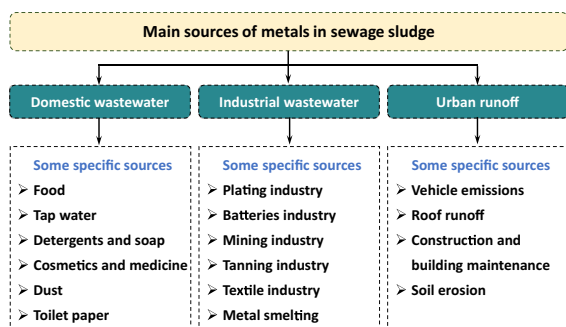 Main sources of metals in sewage sludge
Domestic wastewater
Industrial wastewater
Urban runoff
Some specific sources
➢ Food
➢ Tap water
➢ Detergents and soap
➢ Cosmetics and medicine
➢ Dust
➢ Toilet paper
Some specific sources
➢ Plating industry
➢ Batteries industry
➢ Mining industry
➢ Tanning industry
➢ Textile industry
➢ Metal smelting
Some specific sources
➢ Vehicle emissions
➢ Roof runoff
➢ Construction and
building maintenance
➢ Soil erosion